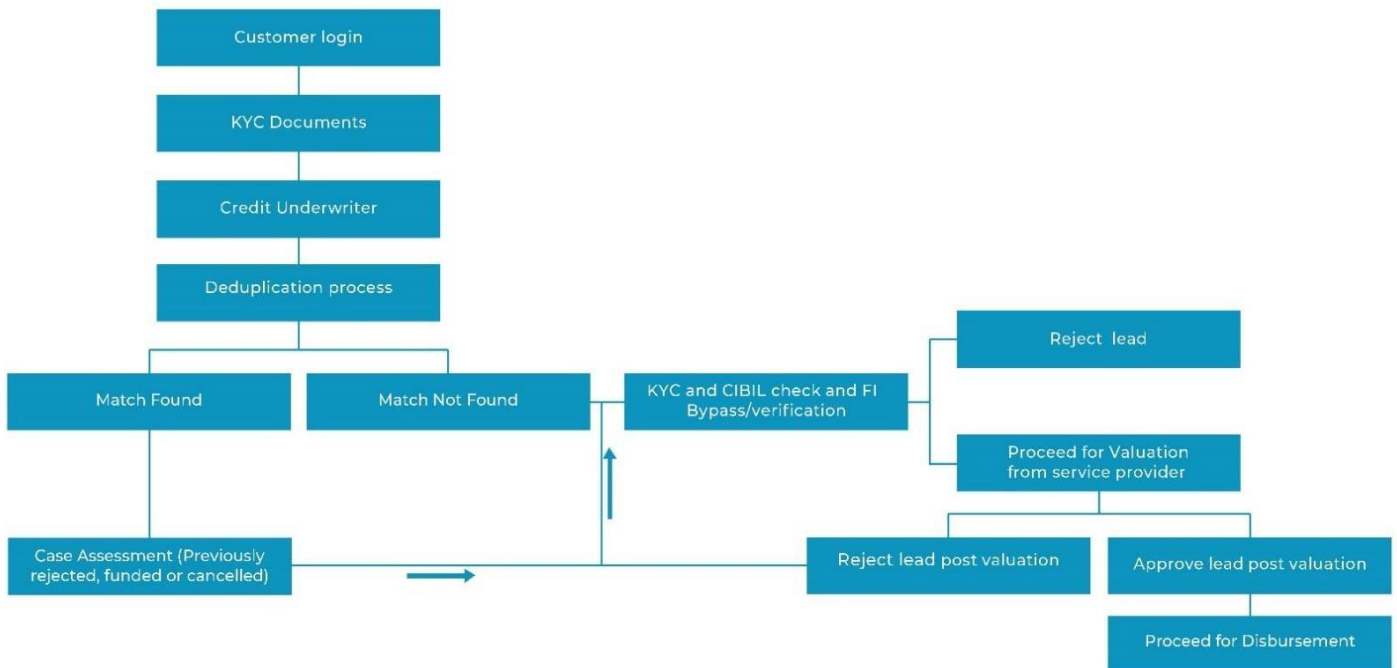 Customer login
KYC Documents
Credit Underwriter
Deduplication process
Match Found
Match Not Found
KYC and CIBIL check and FI
Bypass/verification
Reject lead
Proceed for Valuation
from service provider
Case Assessment (Previously
rejected, funded or cancelled)
Reject lead post valuation
Approve lead post valuation
Proceed for Disbursement